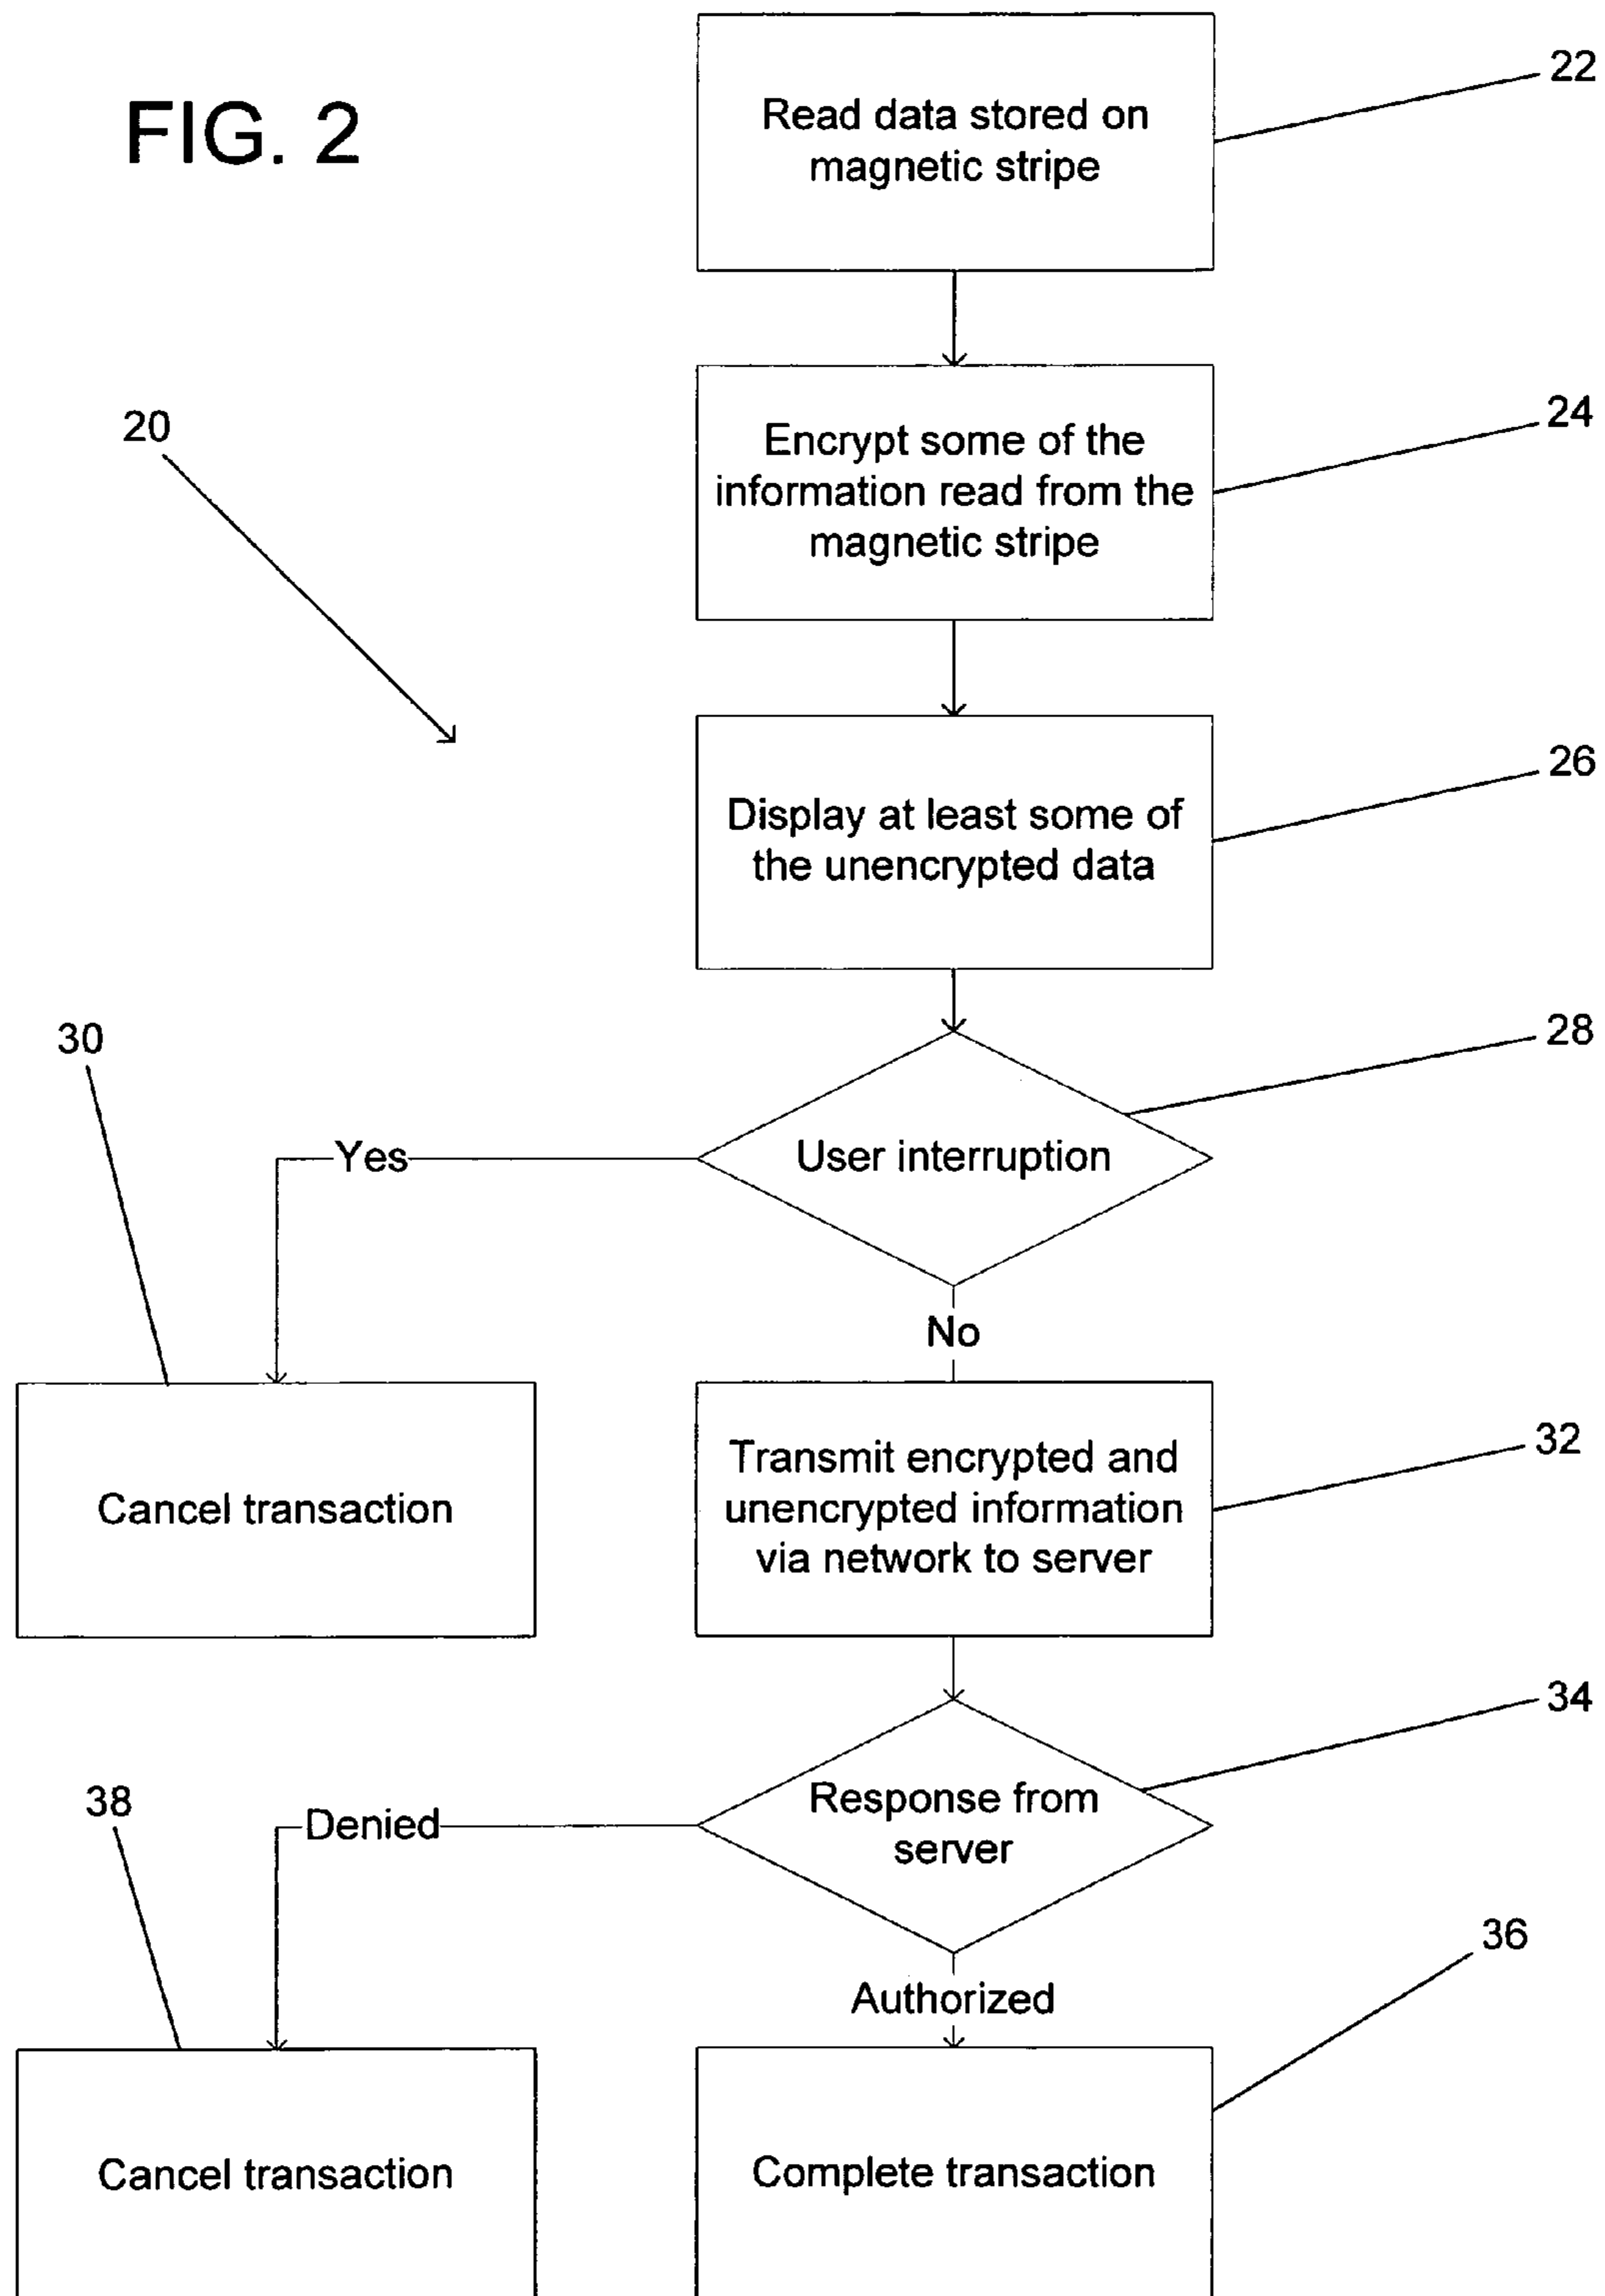 FIG. 2
Read data stored on
magnetic stripe
22
Encrypt some of the
information read from the
magnetic stripe
24
20
Display at least some of
the unencrypted data
26
User interruption
28
Yes
30
Cancel transaction
No
Transmit encrypted and
unencrypted information
via network to server
32
Response from
server
34
Denied
38
Cancel transaction
Authorized
Complete transaction
36